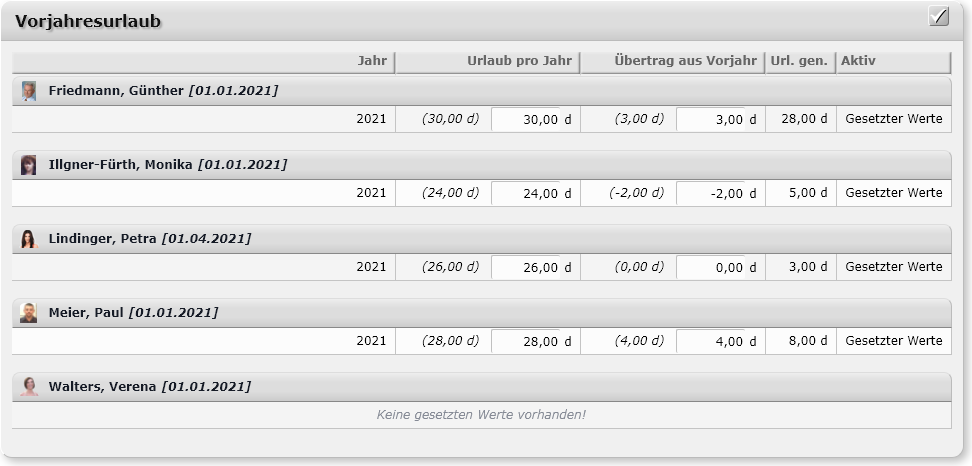 Vorjahresurlaub
Jahr Urlaub pro Jahr Übertrag aus Vorjahr Url. gen. Aktiv
Friedmann, Günther [01.01.2021]
2021 (30,00 d) 30,00 d (3,00 d) 3,00 d 28,00 d Gesetzter Werte
Illgner-Fürth, Monika [01.01.2021]
2021 (24,00 d) 24,00 d (-2,00 d) -2,00 d 5,00 d Gesetzter Werte
Lindinger, Petra [01.04.2021]
2021 (26,00 d) 26,00 d (0,00 d) 0,00 d 3,00 d Gesetzter Werte
Meier, Paul [01.01.2021]
2021 (28,00 d) 28,00 d (4,00 d) 4,00 d 8,00 d Gesetzter Werte
Walters, Verena [01.01.2021]
Keine gesetzten Werte vorhanden!